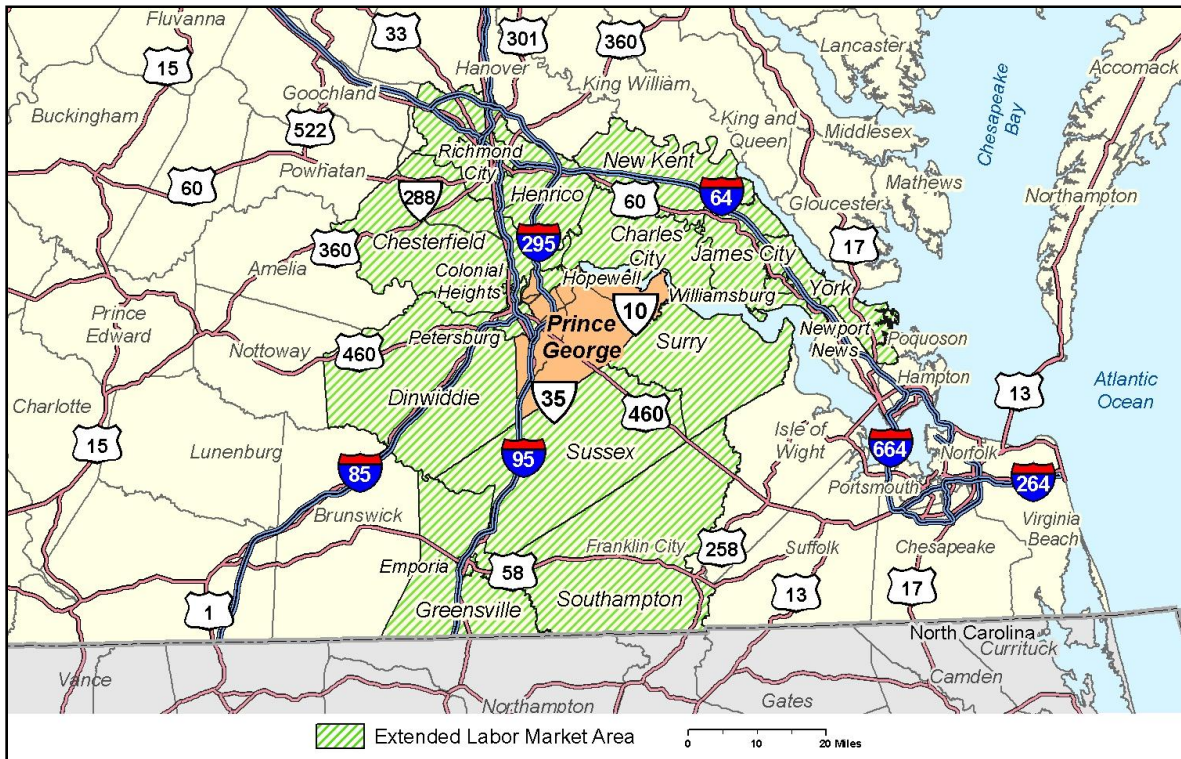 Fluvanna
33
301
360
Lancaster
15
Hanover
King William
Accomack
Goochland
Buckingham
522
Richmond
City
King and
Queen
Middlesex
Chesapeake
Bay
Powhatan
New Kent
60
288
Henrico
60
64
Mathews
Northampton
Gloucester
360
Chesterfield
295
Charles
City
James City
17
Amelia
Colonial
Heights
Hopewell
Williamsburg
York
Prince
Edward
Prince
George
10
Newport
News
Poquoson
Nottoway
460
Petersburg
Surry
Hampton
13
Atlantic
Ocean
Charlotte
Dinwiddie
35
460
15
Lunenburg
85
95
Sussex
Isle of
Wight
664
Norfolk
Portsmouth
264
Brunswick
Virginia
Beach
Emporia
58
Franklin City
258
Suffolk
Chesapeake
1
Greensville
Southampton
13
17
North Carolina
Currituck
Vance
Camden
Northampton
Gates
Extended Labor Market Area
0 10 20 Miles